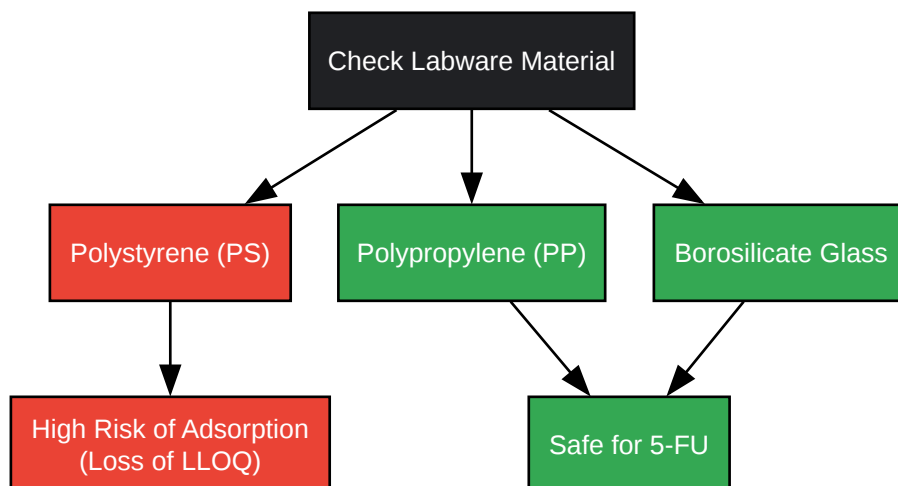 Check Labware Material
Polystyrene (PS)
Polypropylene (PP)
Borosilicate Glass
High Risk of Adsorption
(Loss of LLOQ)
Safe for 5-FU